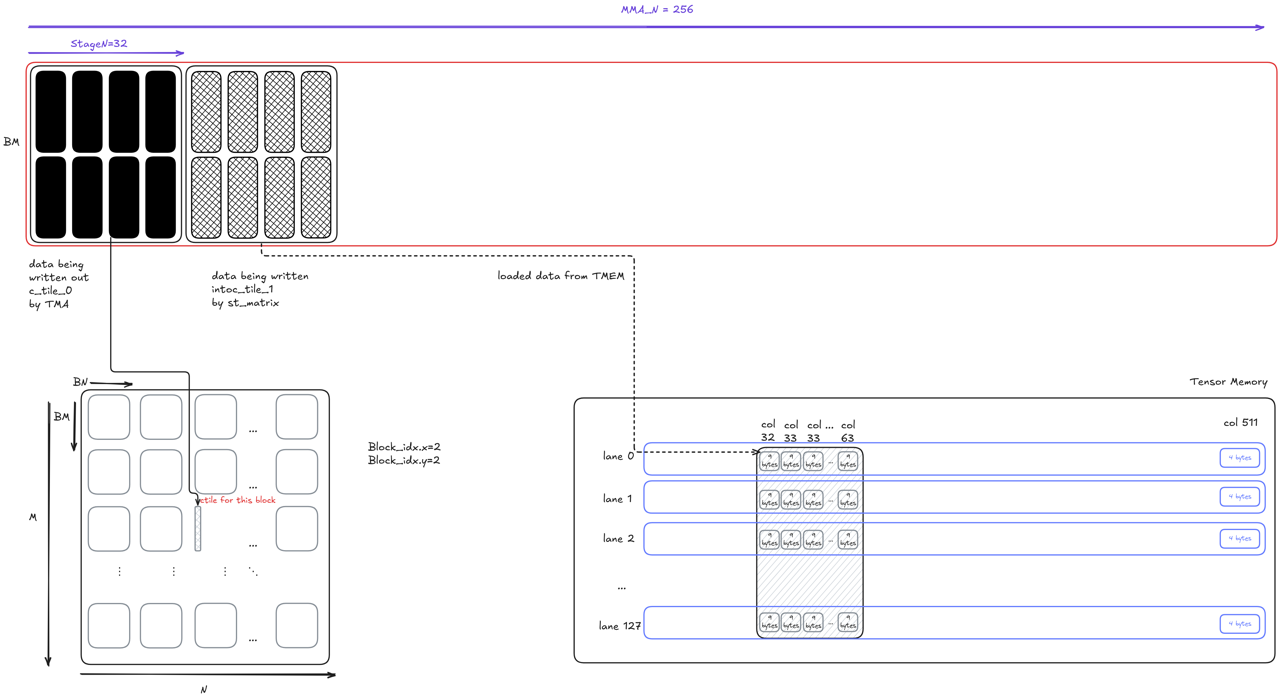 MMA_N = 256
StageN=32
BM
data being
written out
c_tile_0
by TMA
data being written
intoc_tile_1
by st_matrix
loaded data from TMEM
BN
BM
M
N
...
...
ctile for this block
...
...
Block_idx.x=2
Block_idx.y=2
Tensor Memory
col 32
col 33
col 33
...
col 63
col 511
lane 0
4 bytes
4 bytes
4 bytes
...
4 bytes
4 bytes
lane 1
4 bytes
4 bytes
4 bytes
...
4 bytes
4 bytes
lane 2
4 bytes
4 bytes
4 bytes
...
4 bytes
4 bytes
...
lane 127
4 bytes
4 bytes
4 bytes
...
4 bytes
4 bytes